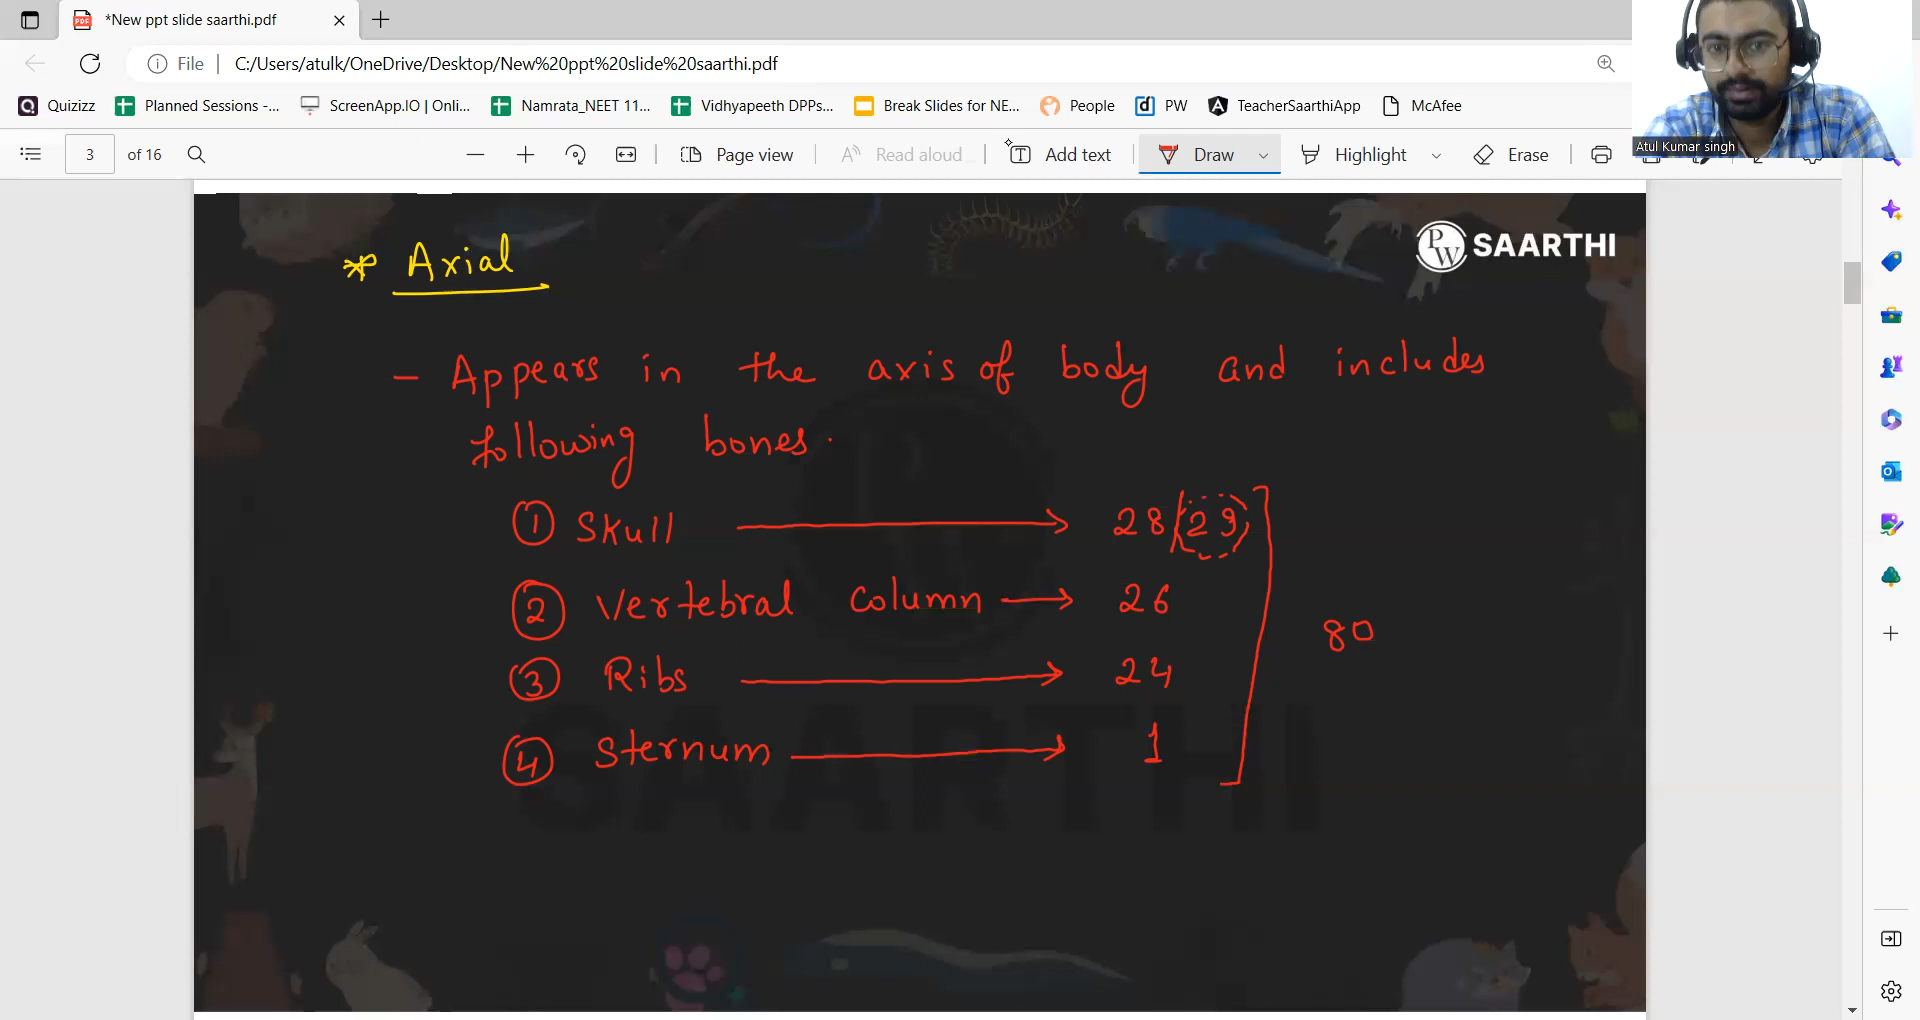 *New ppt slide saarthi.pdf
File C:/Users/atulk/OneDrive/Desktop/New%20ppt%20slide%20saarthi.pdf
Quizizz Planned Sessions -... ScreenApp.IO | Onli... Namrata_NEET 11... Vidhyapeeth DPPs... Break Slides for NE... People PW TeacherSaarthiApp McAfee
3 of 16 Page view Read aloud Add text Draw Highlight Erase
Atul Kumar singh
PW SAARTHI
* Axial
- Appears in the axis of body and includes
following bones.
① Skull → 28(29)
② Vertebral column → 26
③ Ribs → 24
④ Sternum → 1
80
SAARTHI